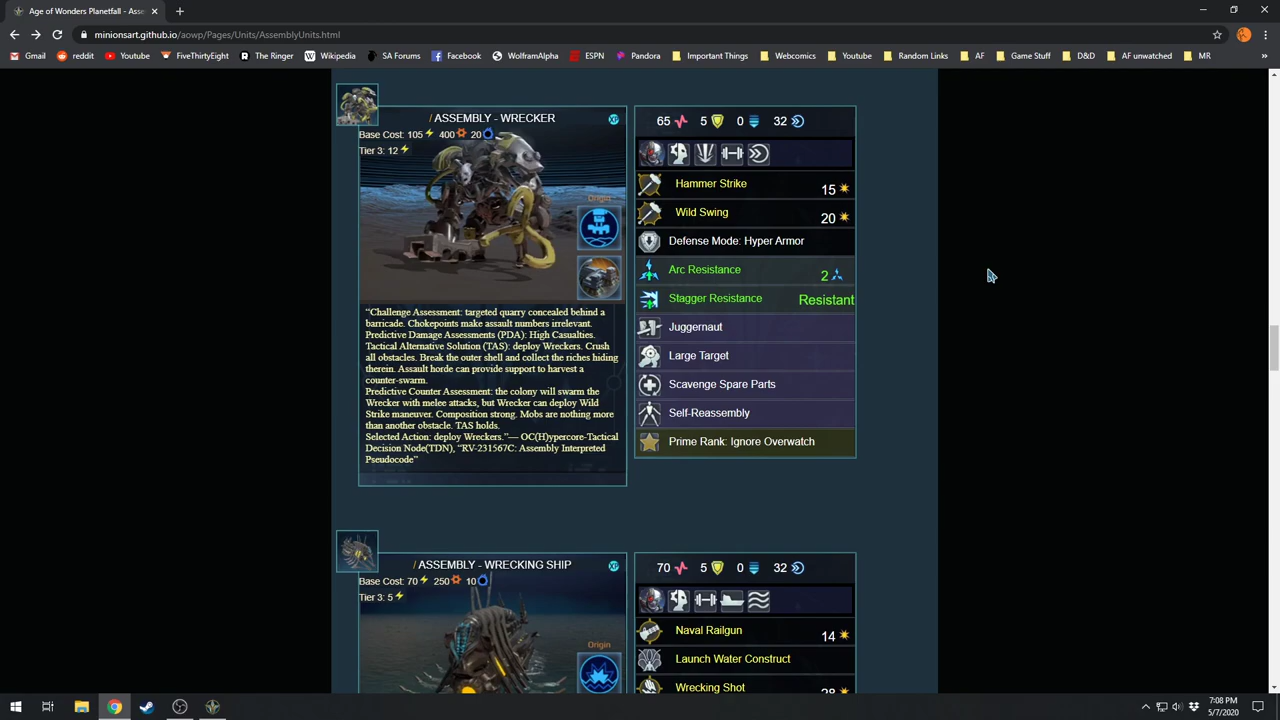 Age of Wonders Planetfall - Asse
minionsart.github.io/aowp/Pages/Units/AssemblyUnits.html
Gmail reddit Youtube FiveThirtyEight The Ringer Wikipedia SA Forums Facebook WolframAlpha ESPN Pandora Important Things Webcomics Youtube Random Links AF Game Stuff D&D AF unwatched MR »
/ ASSEMBLY - WRECKER
Base Cost: 105 400 20
Tier 3: 12
Origin
“Challenge Assessment: targeted quarry concealed behind a
barricade. Chokepoints make assault numbers irrelevant.
Predictive Damage Assessments (PDA): High Casualties.
Tactical Alternative Solution (TAS): deploy Wreckers. Crush
all obstacles. Break the outer shell and collect the riches hiding
therein. Assault horde can provide support to harvest a
counter-swarm.
Predictive Counter Assessment: the colony will swarm the
Wrecker with melee attacks, but Wrecker can deploy Wild
Strike maneuver. Composition strong. Mobs are nothing more
than another obstacle. TAS holds.
Selected Action: deploy Wreckers.”— OC(H)ypercore-Tactical
Decision Node(TDN), “RV-231567C: Assembly Interpreted
Pseudocode”
65 5 0 32
Hammer Strike 15
Wild Swing 20
Defense Mode: Hyper Armor
Arc Resistance 2
Stagger Resistance Resistant
Juggernaut
Large Target
Scavenge Spare Parts
Self-Reassembly
Prime Rank: Ignore Overwatch
/ ASSEMBLY - WRECKING SHIP
Base Cost: 70 250 10
Tier 3: 5
Origin
70 5 0 32
Naval Railgun 14
Launch Water Construct
Wrecking Shot 28
7:08 PM
5/7/2020